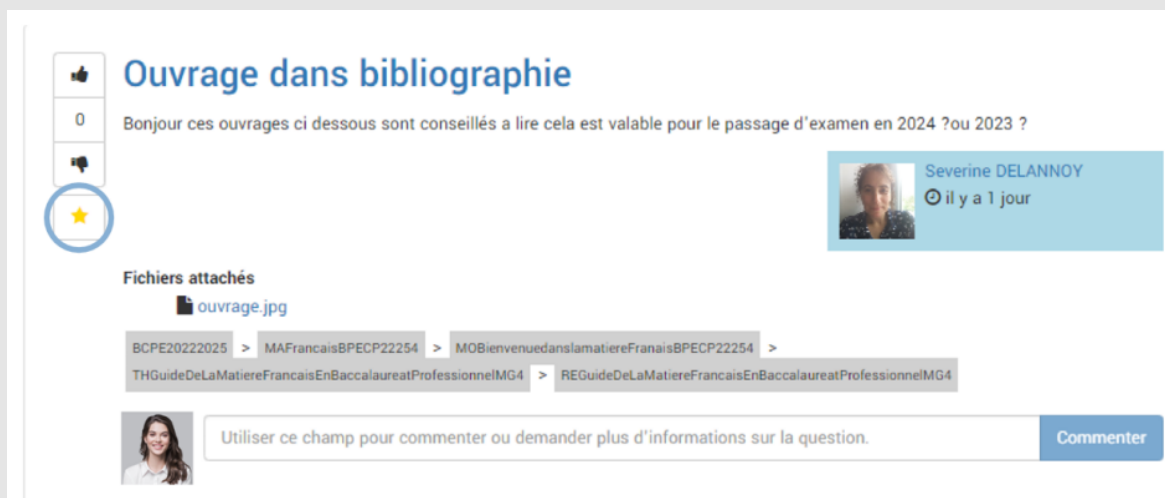 Ouvrage dans bibliographie
0
Bonjour ces ouvrages ci dessous sont conseillés a lire cela est valable pour le passage d'examen en 2024 ?ou 2023 ?
Severine DELANNOY
il y a 1 jour
Fichiers attachés
ouvrage.jpg
BCPE20222025 > MAFrancaisBPECP22254 > MOBienvenuedanslamatiereFranaisBPECP22254 >
THGuideDeLaMatiereFrancaisEnBaccalaureatProfessionnelMG4 > REGuideDeLaMatiereFrancaisEnBaccalaureatProfessionnelMG4
Utiliser ce champ pour commenter ou demander plus d'informations sur la question.
Commenter